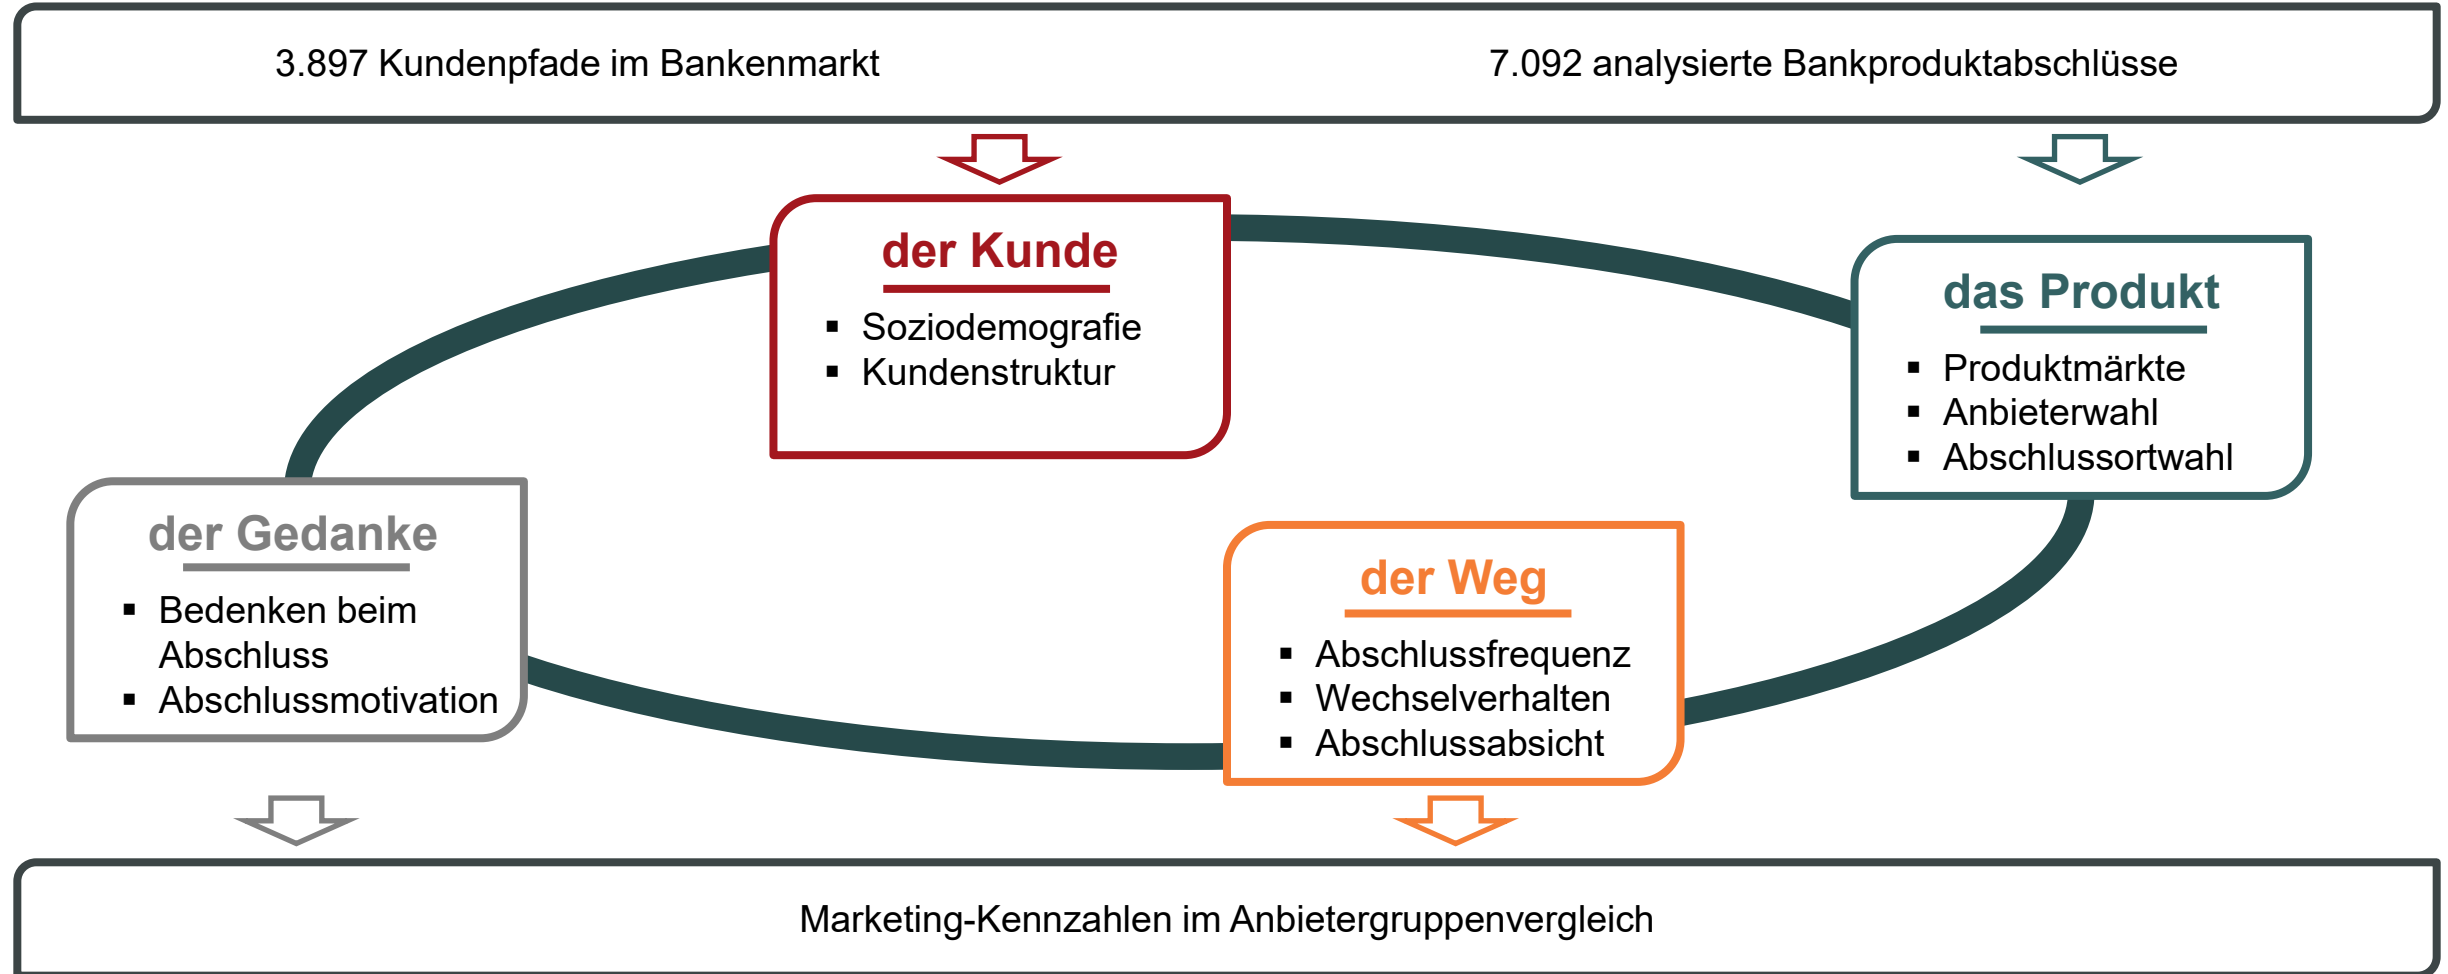 3.897 Kundenpfade im Bankenmarkt
7.092 analysierte Bankproduktabschlüsse
der Kunde
▪ Soziodemografie
▪ Kundenstruktur
das Produkt
▪ Produktmärkte
▪ Anbieterwahl
▪ Abschlussortwahl
der Gedanke
▪ Bedenken beim
Abschluss
▪ Abschlussmotivation
der Weg
▪ Abschlussfrequenz
▪ Wechselverhalten
▪ Abschlussabsicht
Marketing-Kennzahlen im Anbietergruppenvergleich